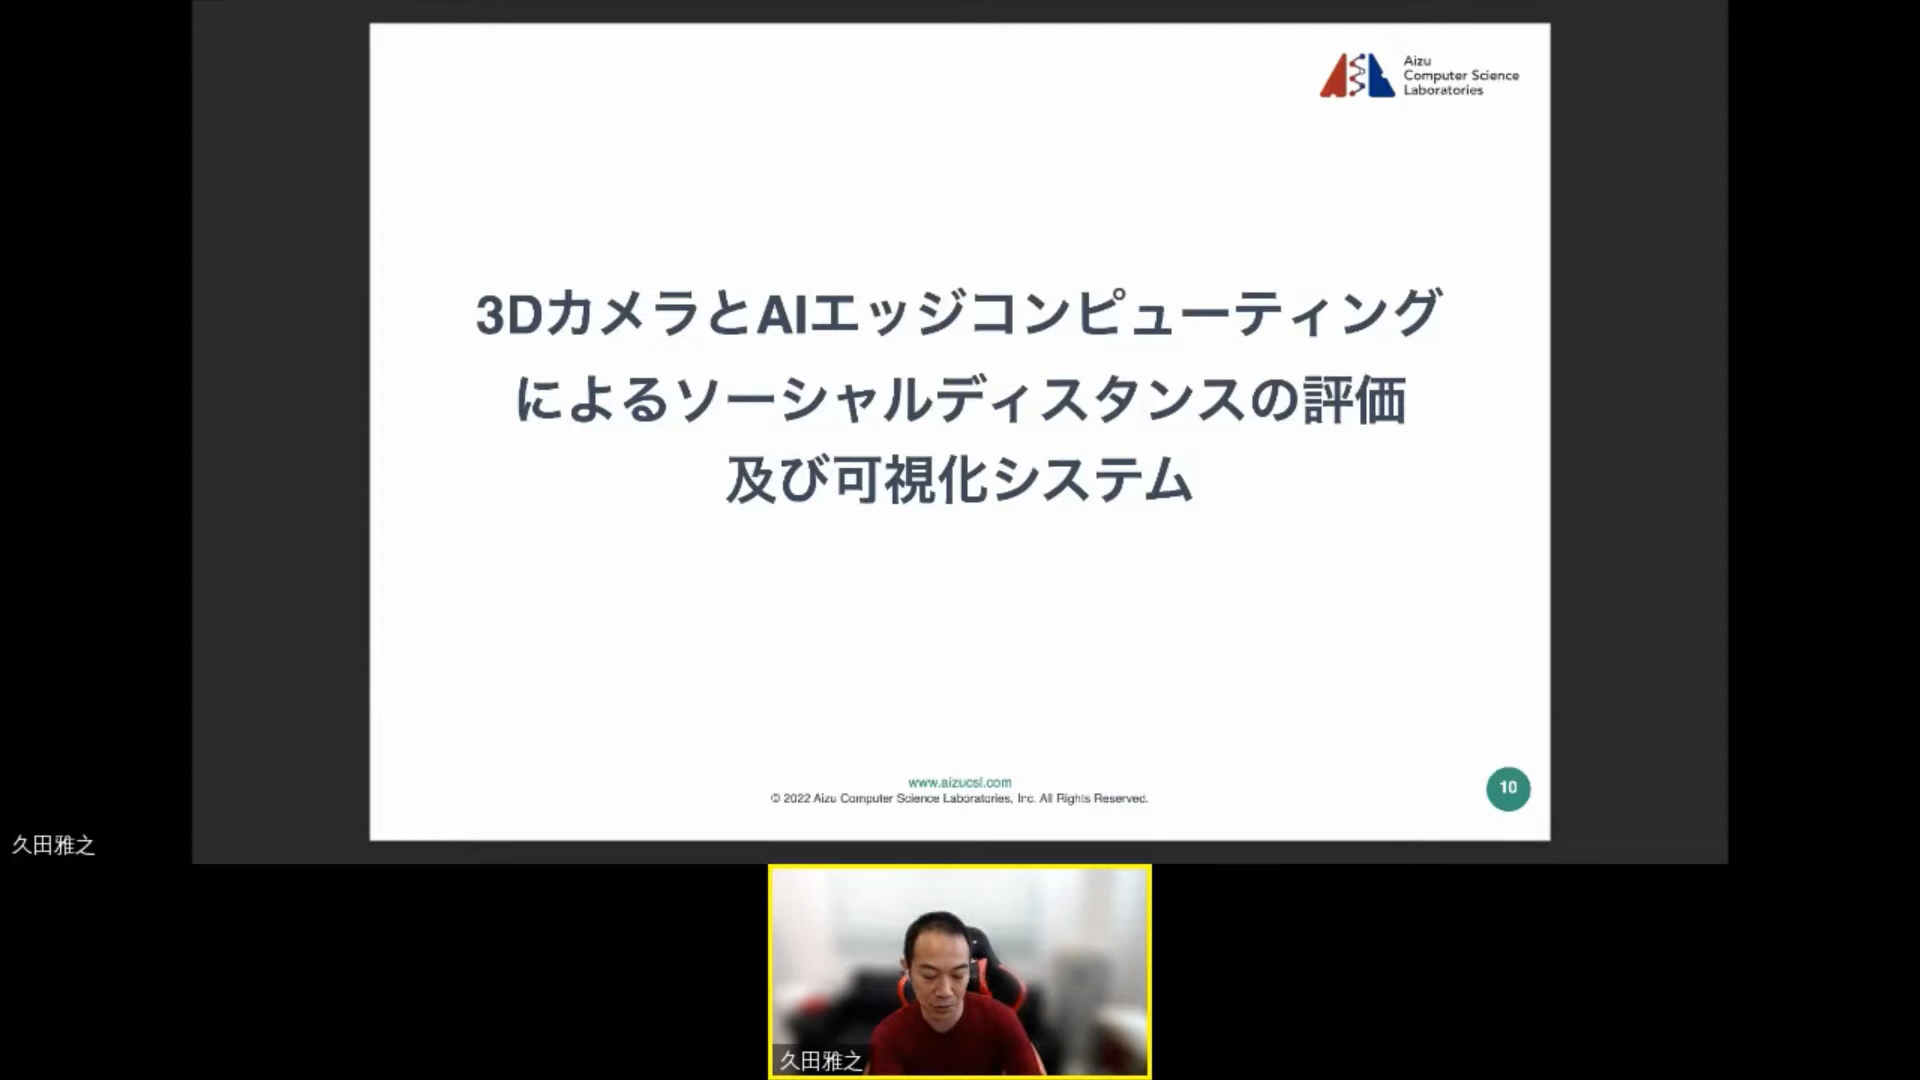 Aizu
Computer Science
Laboratories
3DカメラとAIエッジコンピューティング
によるソーシャルディスタンスの評価
及び可視化システム
www.aizucsl.com
© 2022 Aizu Computer Science Laboratories, Inc. All Rights Reserved.
10
久田雅之
久田雅之